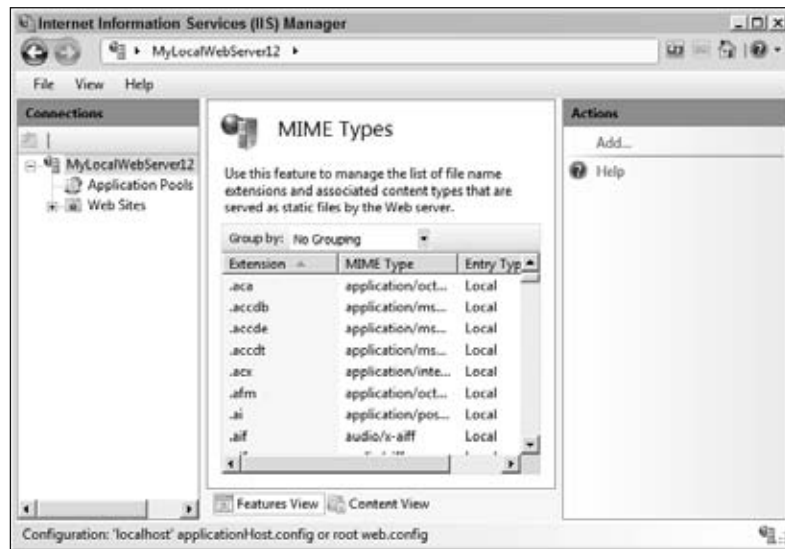 Internet Information Services (IIS) Manager
MyLocalWebServer12
File View Help
Connections
MyLocalWebServer12
Application Pools
Web Sites
MIME Types
Use this feature to manage the list of file name
extensions and associated content types that are
served as static files by the Web server.
Group by: No Grouping
Extension MIME Type Entry Typ
.aca application/oct... Local
.accdb application/ms... Local
.accde application/ms... Local
.accdt application/ms... Local
.acx application/inte... Local
.afm application/oct... Local
.ai application/pos... Local
.aif audio/x-aiff Local
Features View Content View
Actions
Add...
Help
Configuration: 'localhost' applicationHost.config or root web.config